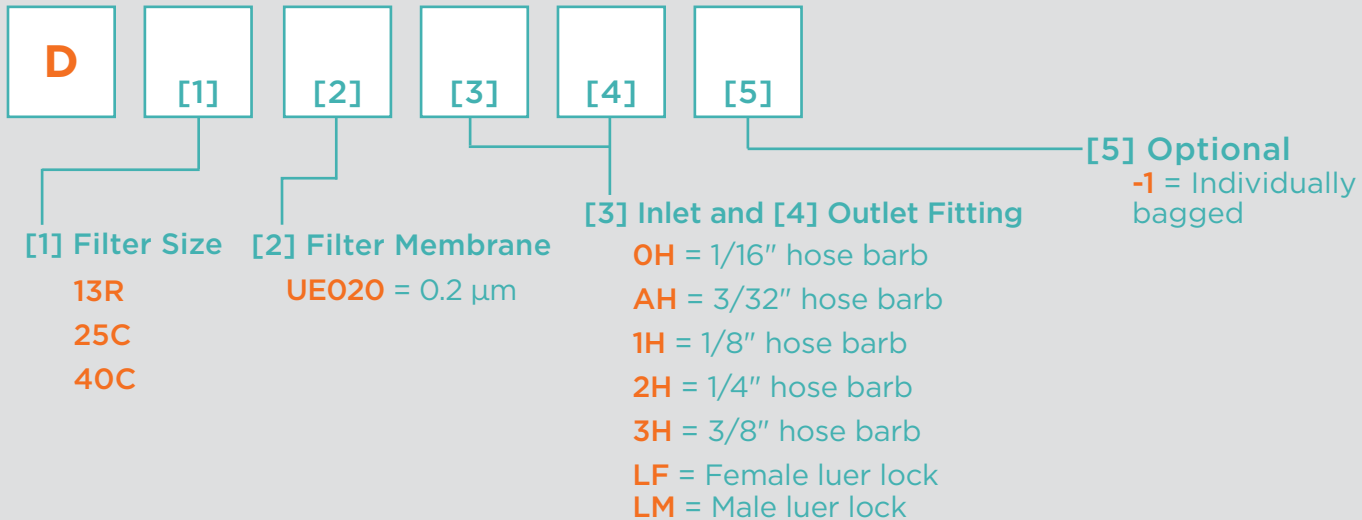 D
[1] [2] [3] [4] [5]
[1] Filter Size
13R
25C
40C
[2] Filter Membrane
UE020 = 0.2 µm
[3] Inlet and [4] Outlet Fitting
0H = 1/16" hose barb
AH = 3/32" hose barb
1H = 1/8" hose barb
2H = 1/4" hose barb
3H = 3/8" hose barb
LF = Female luer lock
LM = Male luer lock
[5] Optional
-1 = Individually
bagged